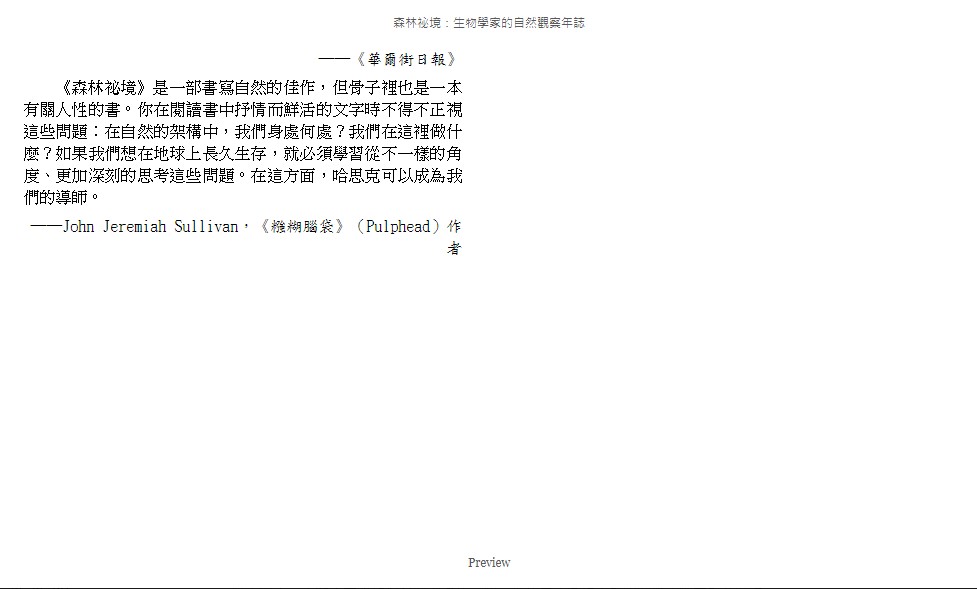 森林祕境：生物學家的自然觀察年誌
——《華爾街日報》
《森林祕境》是一部書寫自然的佳作，但骨子裡也是一本
有關人性的書。你在閱讀書中抒情而鮮活的文字時不得不正視
這些問題：在自然的架構中，我們身處何處？我們在這裡做什
麼？如果我們想在地球上長久生存，就必須學習從不一樣的角
度、更加深刻的思考這些問題。在這方面，哈思克可以成為我
們的導師。
——John Jeremiah Sullivan，《糨糊腦袋》（Pulphead）作
者
Preview